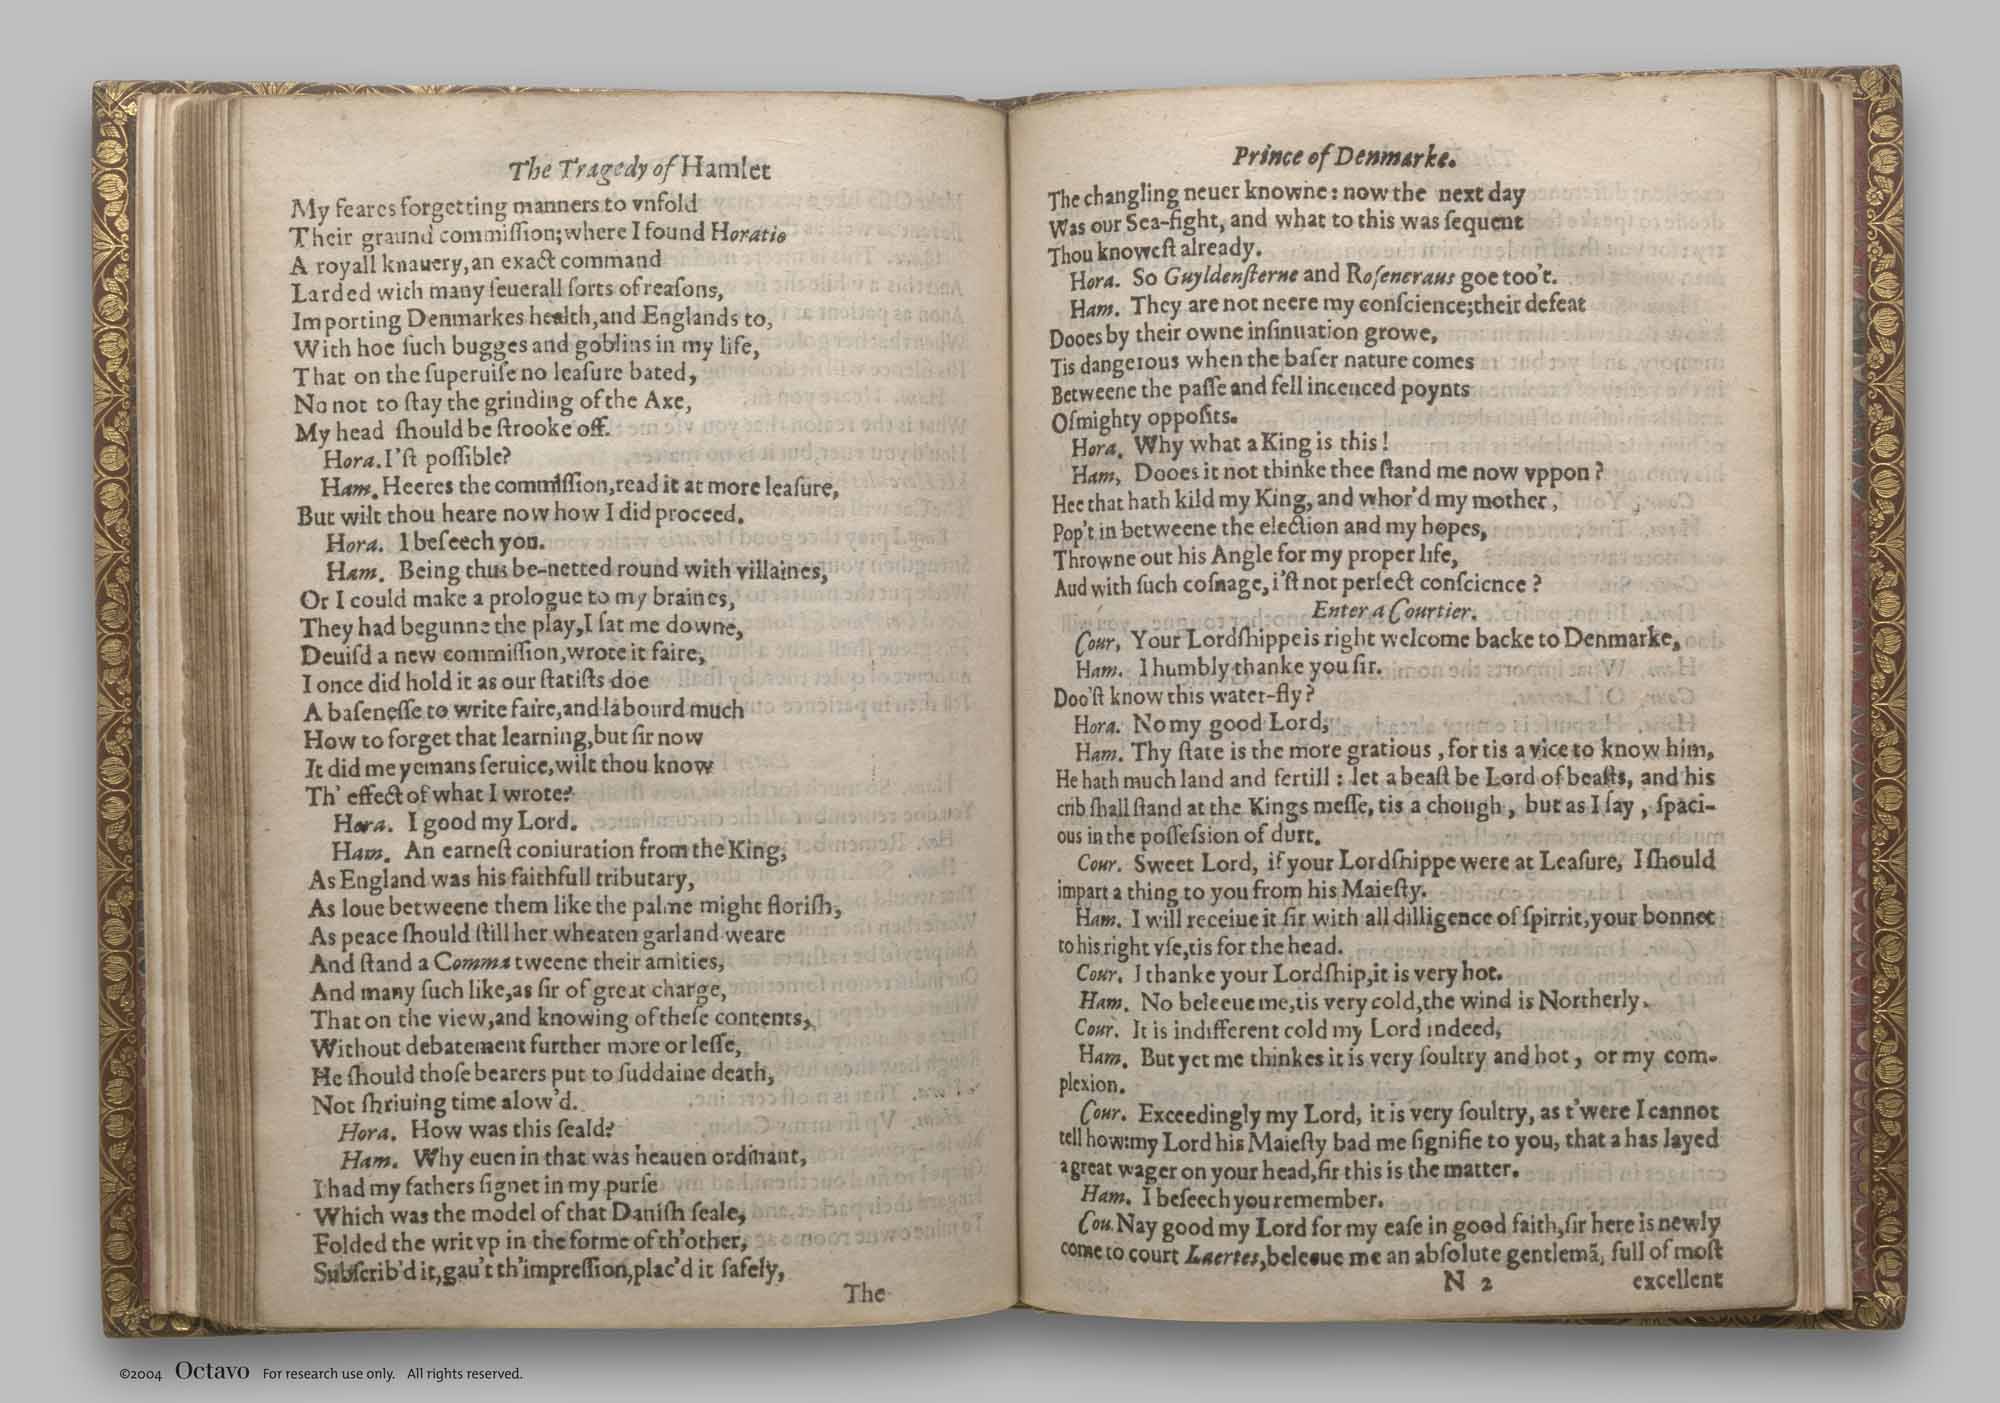 The Tragedy of Hamlet
My feares forgetting manners to vnfold
Their graund commiſſion; where I found Horatio
A royall knauery, an exact command
Larded with many ſeuerall ſorts of reaſons,
Importing Denmarkes health, and Englands to,
With hoe ſuch bugges and goblins in my life,
That on the ſuperuiſe no leaſure bated,
No not to ſtay the grinding of the Axe,
My head ſhould be ſtrooke off.
Hora. I'ſt poſſible?
Ham. Heeres the commiſſion, read it at more leaſure,
But wilt thou heare now how I did proceed.
Hora. I beſeech you.
Ham. Being thus be-netted round with villaines,
Or I could make a prologue to my braines,
They had begunne the play, I ſat me downe,
Deuiſd a new commiſſion, wrote it faire,
I once did hold it as our ſtatiſts doe
A baſeneſſe to write faire, and labourd much
How to forget that learning, but ſir now
It did me yemans ſeruice, wilt thou know
Th' effect of what I wrote?
Hora. I good my Lord.
Ham. An earneſt coniuration from the King,
As England was his faithfull tributary,
As loue betweene them like the palme might floriſh,
As peace ſhould ſtill her wheaten garland weare
And ſtand a Comma tweene their amities,
And many ſuch like, as ſir of great charge,
That on the view, and knowing of theſe contents,
Without debatement further more or leſſe,
He ſhould thoſe bearers put to ſuddaine death,
Not ſhriuing time alow'd.
Hora. How was this ſeald?
Ham. Why euen in that was heauen ordinant,
I had my fathers ſignet in my purſe
Which was the model of that Daniſh ſeale,
Folded the writ vp in the forme of th'other,
Subſcrib'd it, gau't th'impreſſion, plac'd it ſafely,
The
Prince of Denmarke.
The changling neuer knowne: now the next day
Was our Sea-fight, and what to this was ſequent
Thou knoweſt already.
Hora. So Guyldenſterne and Roſencraus goe too't.
Ham. They are not neere my conſcience; their defeat
Dooes by their owne inſinuation growe,
Tis dangerous when the baſer nature comes
Betweene the paſſe and fell incenced poynts
Of mighty oppoſits.
Hora. Why what a King is this!
Ham, Dooes it not thinke thee ſtand me now vppon?
Hee that hath kild my King, and whor'd my mother,
Pop't in betweene the election and my hopes,
Throwne out his Angle for my proper life,
Aud with ſuch coſnage, i'ſt not perfect conſcience?
Enter a Courtier.
Cour, Your Lordſhippe is right welcome backe to Denmarke,
Ham. I humbly thanke you ſir.
Doo'ſt know this water-fly?
Hora. No my good Lord,
Ham. Thy ſtate is the more gratious, for tis a vice to know him,
He hath much land and fertill: let a beaſt be Lord of beaſts, and his
crib ſhall ſtand at the Kings meſſe, tis a chough, but as I ſay, ſpaci-
ous in the poſſeſsion of durt.
Cour. Sweet Lord, if your Lordſhippe were at Leaſure, I ſhould
impart a thing to you from his Maieſty.
Ham. I will receiue it ſir with all dilligence of ſpirrit, your bonnet
to his right vſe, tis for the head.
Cour. I thanke your Lordſhip, it is very hot.
Ham. No beleeue me, tis very cold, the wind is Northerly.
Cour. It is indifferent cold my Lord indeed,
Ham. But yet me thinkes it is very ſoultry and hot, or my com-
plexion.
Cour. Exceedingly my Lord, it is very ſoultry, as t'were I cannot
tell how: my Lord his Maieſty bad me ſignifie to you, that a has layed
a great wager on your head, ſir this is the matter.
Ham. I beſeech you remember.
Cou. Nay good my Lord for my eaſe in good faith, ſir here is newly
come to court Laertes, beleeue me an abſolute gentlemã, full of moſt
N 2 excellent
©2004 Octavo For research use only. All rights reserved.